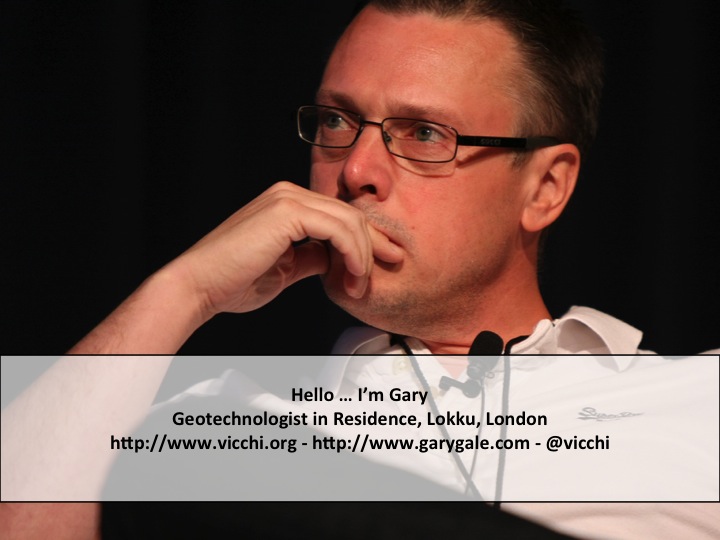 Hello … I’m Gary
Geotechnologist in Residence, Lokku, London
http://www.vicchi.org - http://www.garygale.com - @vicchi